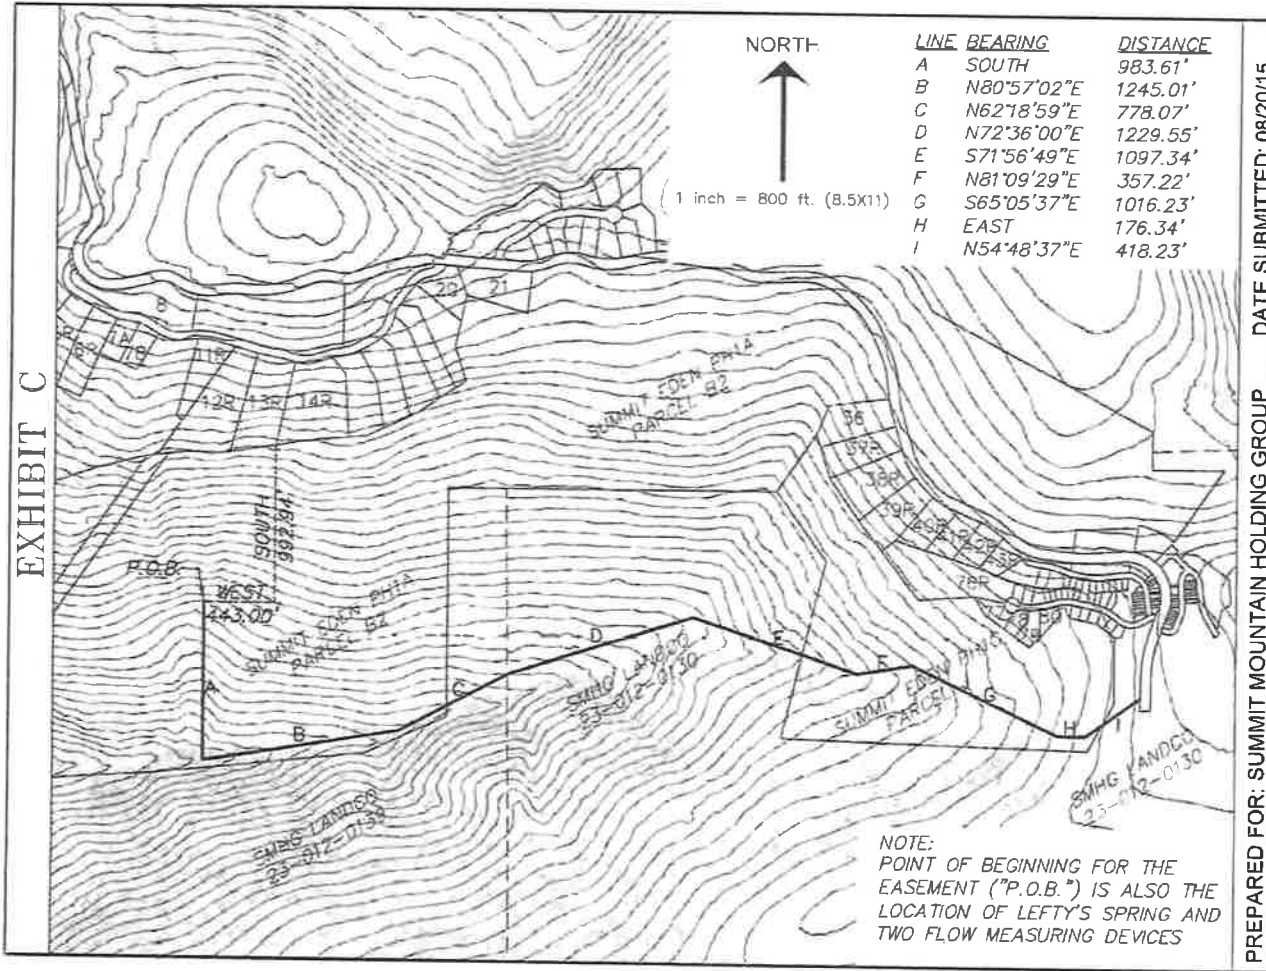 EXHIBIT C
NORTH
1 inch = 800 ft. (8.5X11)
LINE BEARING DISTANCE
A SOUTH 983.61'
B N80°57'02"E 1245.01'
C N62°18'59"E 778.07'
D N72°36'00"E 1229.55'
E S71°56'49"E 1097.34'
F N81°09'29"E 357.22'
G S65°05'37"E 1016.23'
H EAST 176.34'
I N54°48'37"E 418.23'
8
20
21
11R
12R
13R
14R
SUMMIT EDEN PH1A
PARCEL B2
36
38R
39R
78R
SOUTH
992.94'
P.O.B.
WEST
243.00'
SUMMIT EDEN PH1A
PARCEL B2
A
B
C
D
E
F
G
H
SMHG LANDCO
23-012-0130
SUMMIT EDEN PH1C
PARCEL
SMHG LANDCO
23-012-0130
SMHG LANDCO
23-012-0130
NOTE:
POINT OF BEGINNING FOR THE
EASEMENT ("P.O.B.") IS ALSO THE
LOCATION OF LEFTY'S SPRING AND
TWO FLOW MEASURING DEVICES
PREPARED FOR: SUMMIT MOUNTAIN HOLDING GROUP
DATE SUBMITTED: 08/20/15